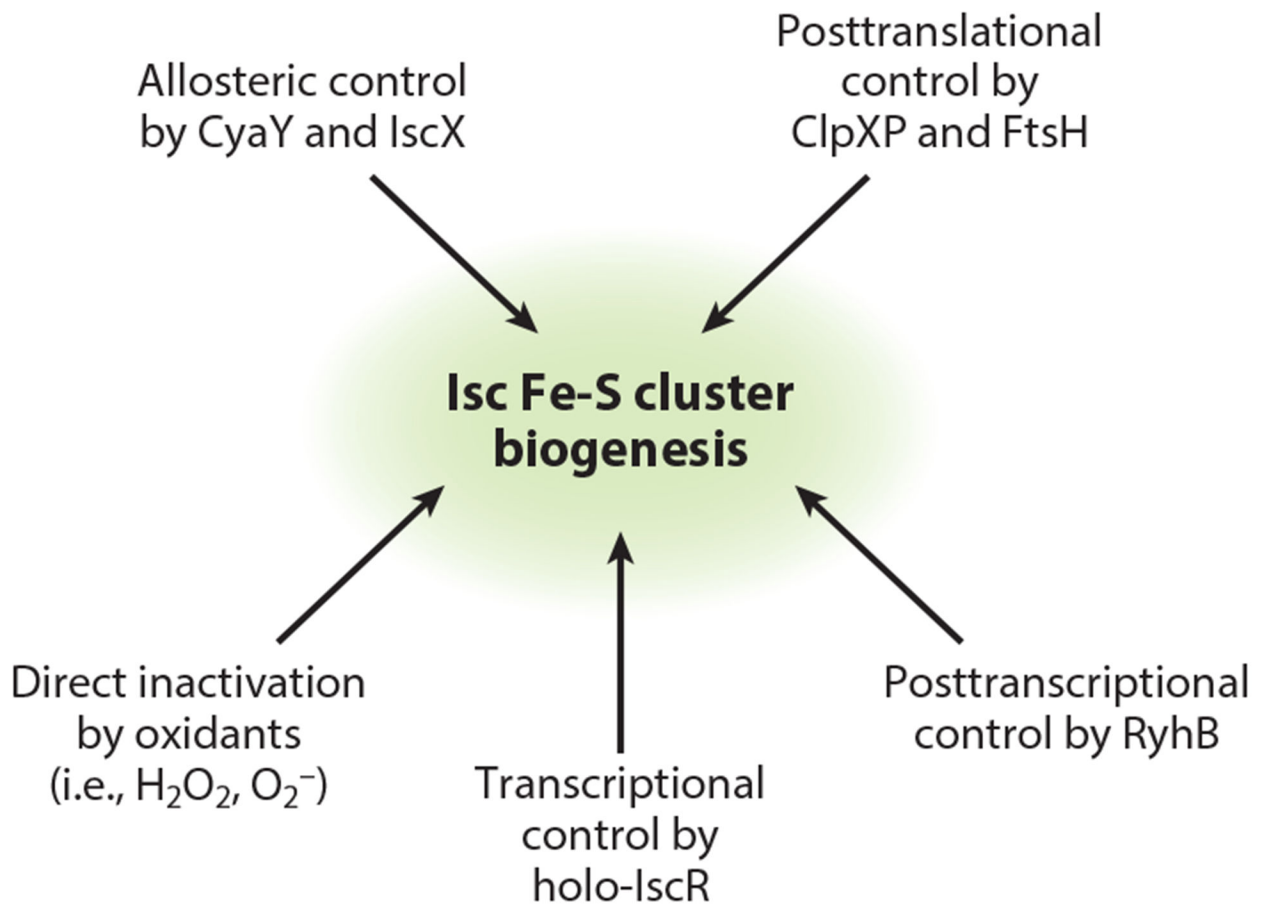 Allosteric control
by CyaY and IscX
Posttranslational
control by
ClpXP and FtsH
Isc Fe-S cluster
biogenesis
Direct inactivation
by oxidants
(i.e., H₂O₂, O₂⁻)
Transcriptional
control by
holo-IscR
Posttranscriptional
control by RyhB